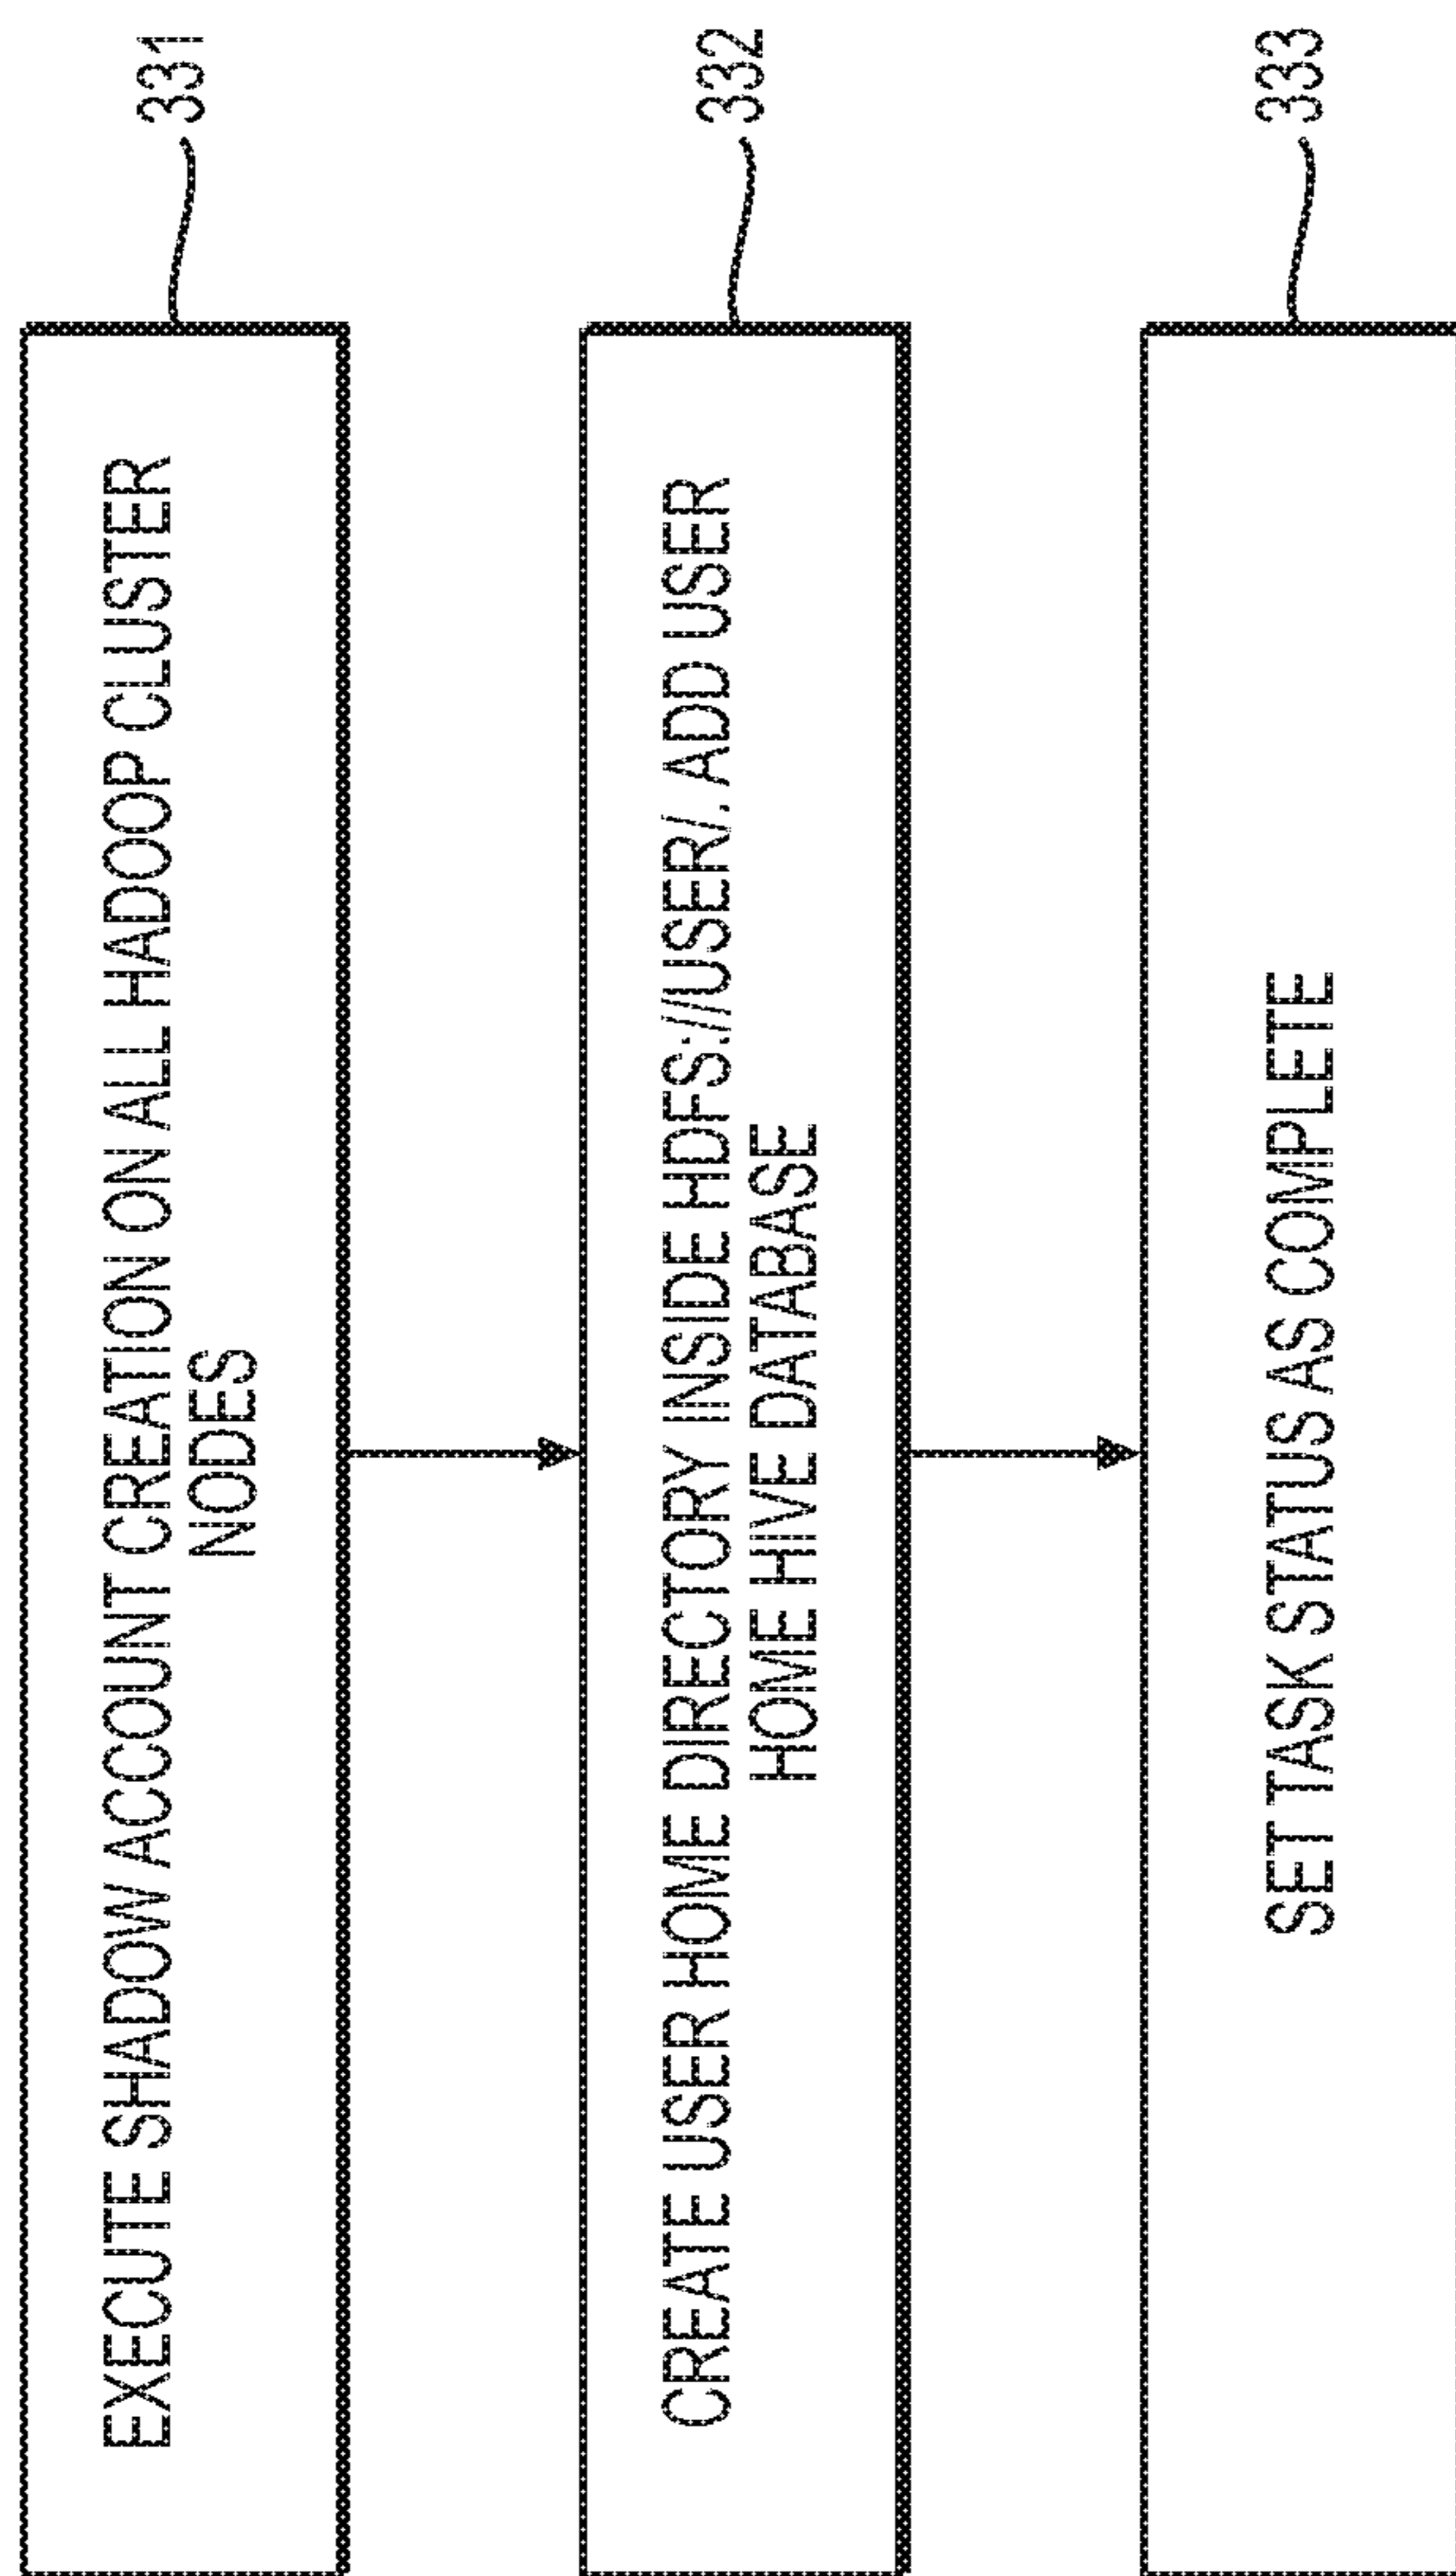 EXECUTE SHADOW ACCOUNT CREATION ON ALL HADOOP CLUSTER
NODES
331
CREATE USER HOME DIRECTORY INSIDE HDFS://USER/. ADD USER
HOME HIVE DATABASE
332
SET TASK STATUS AS COMPLETE
333